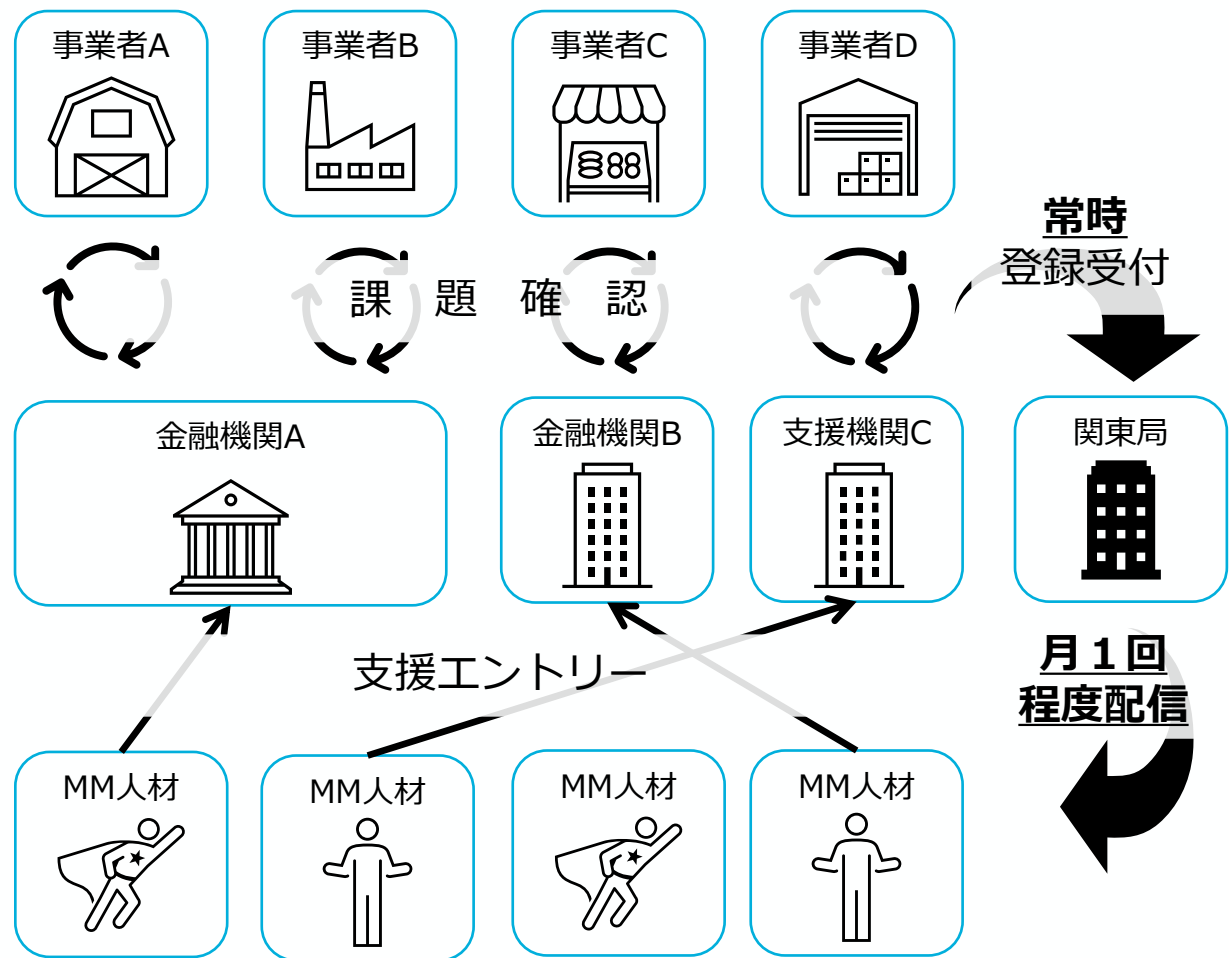 事業者A
事業者B
事業者C
事業者D
常時
登録受付
課題確認
金融機関A
金融機関B
支援機関C
関東局
支援エントリー
月１回
程度配信
MM人材
MM人材
MM人材
MM人材